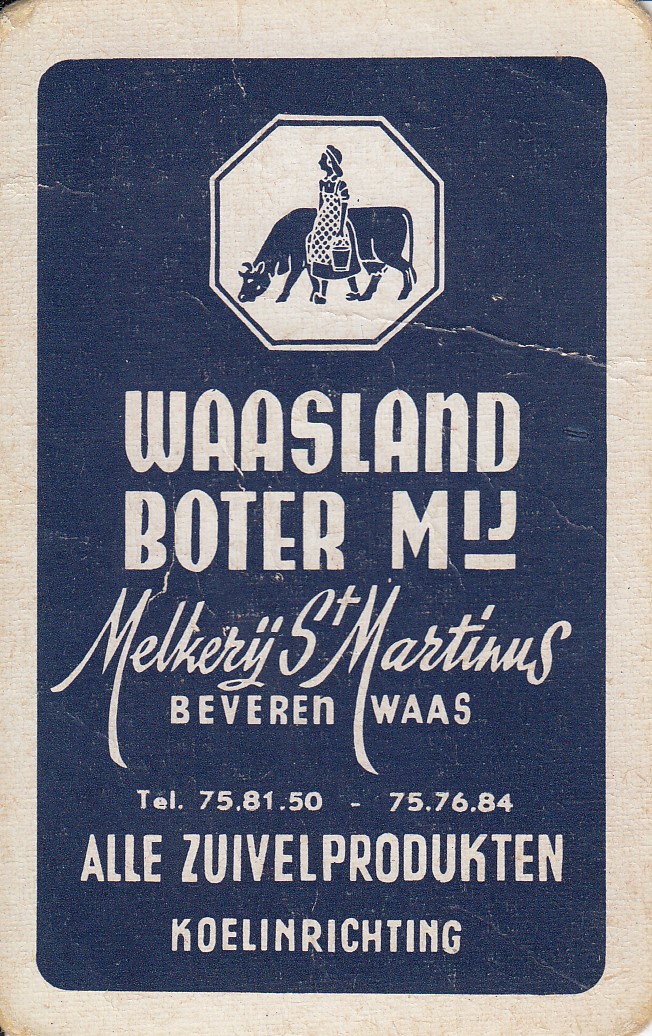 WAASLAND
BOTER MIJ
Melkerij St Martinus
BEVEREN WAAS
Tel. 75.81.50 - 75.76.84
ALLE ZUIVELPRODUKTEN
KOELINRICHTING